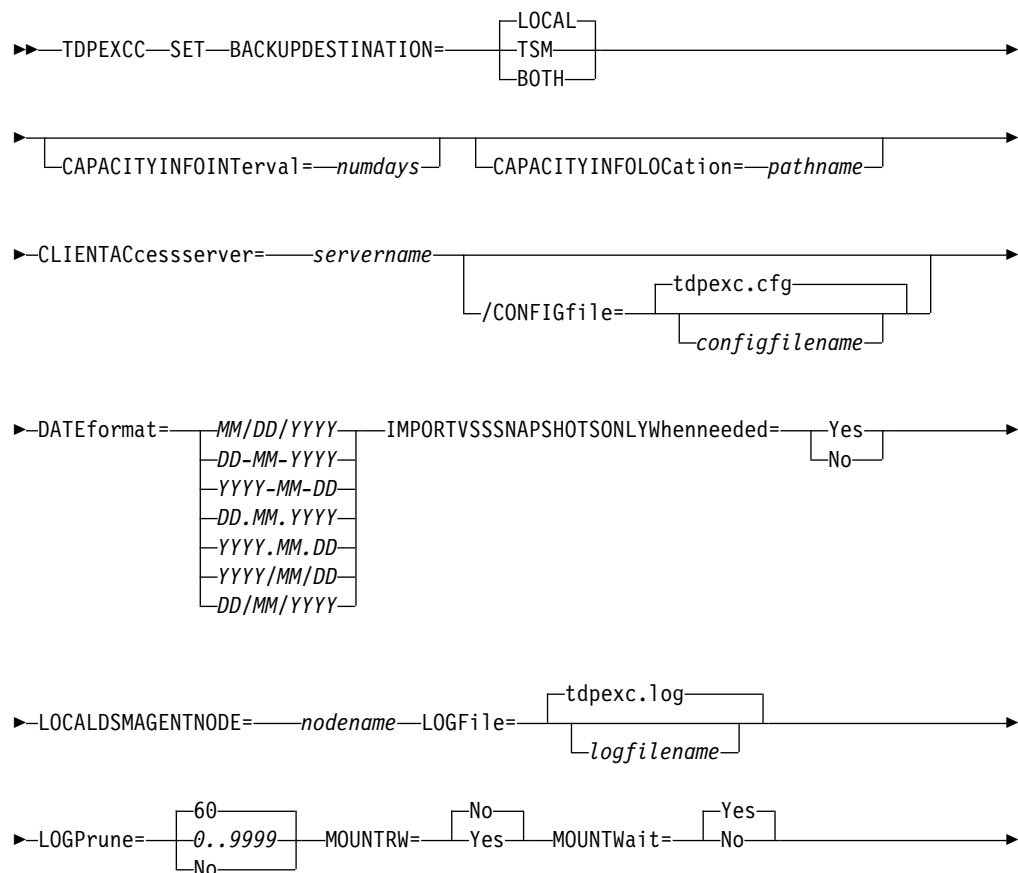 LOCAL
TDPEXCC SET BACKUPDESTINATION= TSM
BOTH
CAPACITYINFOINTerval= numdays CAPACITYINFOLOCation= pathname
CLIENTACcessserver= servername
tdpexc.cfg
/CONFIGfile=
configfilename
DATEformat= MM/DD/YYYY IMPORTVSSSNAPSHOTSONLYWhenneeded= Yes
DD-MM-YYYY No
YYYY-MM-DD
DD.MM.YYYY
YYYY.MM.DD
YYYY/MM/DD
DD/MM/YYYY
tdpexc.log
LOCALDSMAGENTNODE= nodename LOGFile=
logfilename
60 No Yes
LOGPrune= 0..9999 MOUNTRW= Yes MOUNTWait= No
No